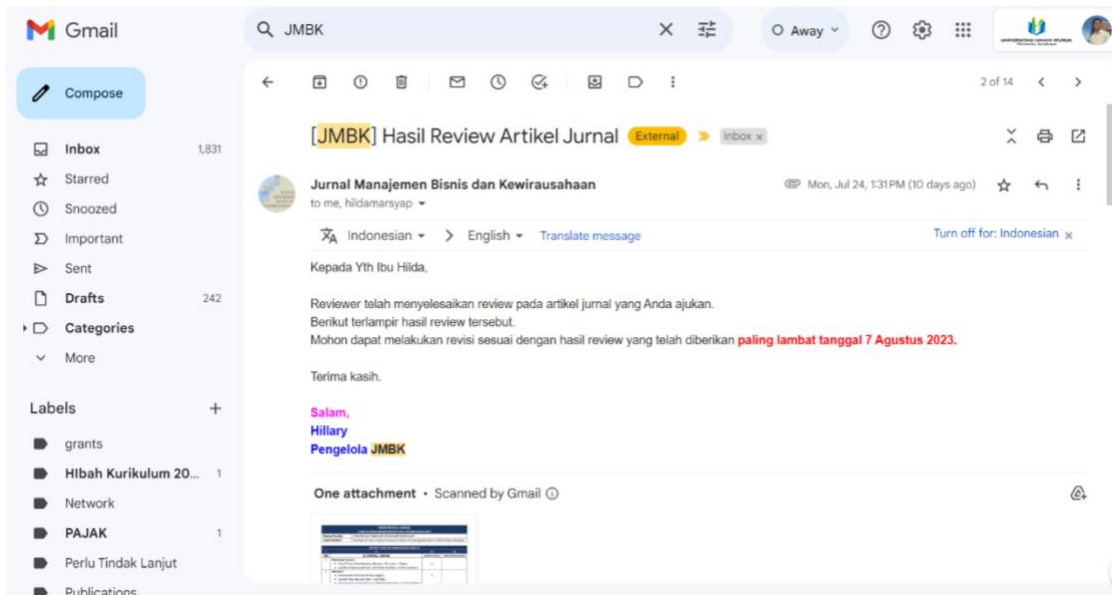 Gmail
JMBK
Away
Compose
2 of 14
[JMBK] Hasil Review Artikel Jurnal External Inbox x
Inbox 1,831
Starred
Snoozed
Important
Sent
Drafts 242
Categories
More
Labels
grants
HIbah Kurikulum 20... 1
Network
PAJAK 1
Perlu Tindak Lanjut
Publications
Jurnal Manajemen Bisnis dan Kewirausahaan
Mon, Jul 24, 1:31 PM (10 days ago)
to me, hildamarsyap
Indonesian > English Translate message
Turn off for: Indonesian x
Kepada Yth Ibu Hilda,
Reviewer telah menyelesaikan review pada artikel jurnal yang Anda ajukan.
Berikut terlampir hasil review tersebut.
Mohon dapat melakukan revisi sesuai dengan hasil review yang telah diberikan paling lambat tanggal 7 Agustus 2023.
Terima kasih.
Salam,
Hillary
Pengelola JMBK
One attachment • Scanned by Gmail